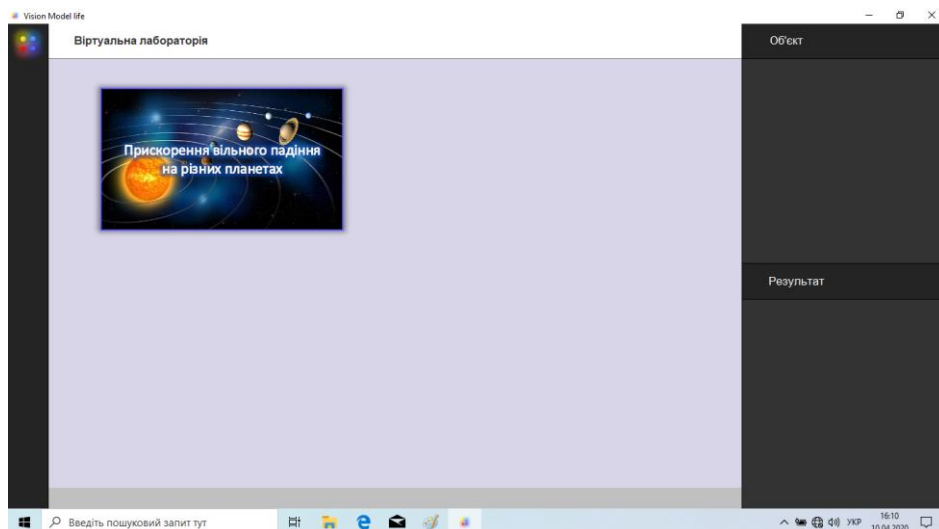 Vision Model life
Віртуальна лабораторія
Об'єкт
Прискорення вільного падіння
на різних планетах
Результат
Введіть пошуковий запит тут
УКР
16:10
10.04.2020